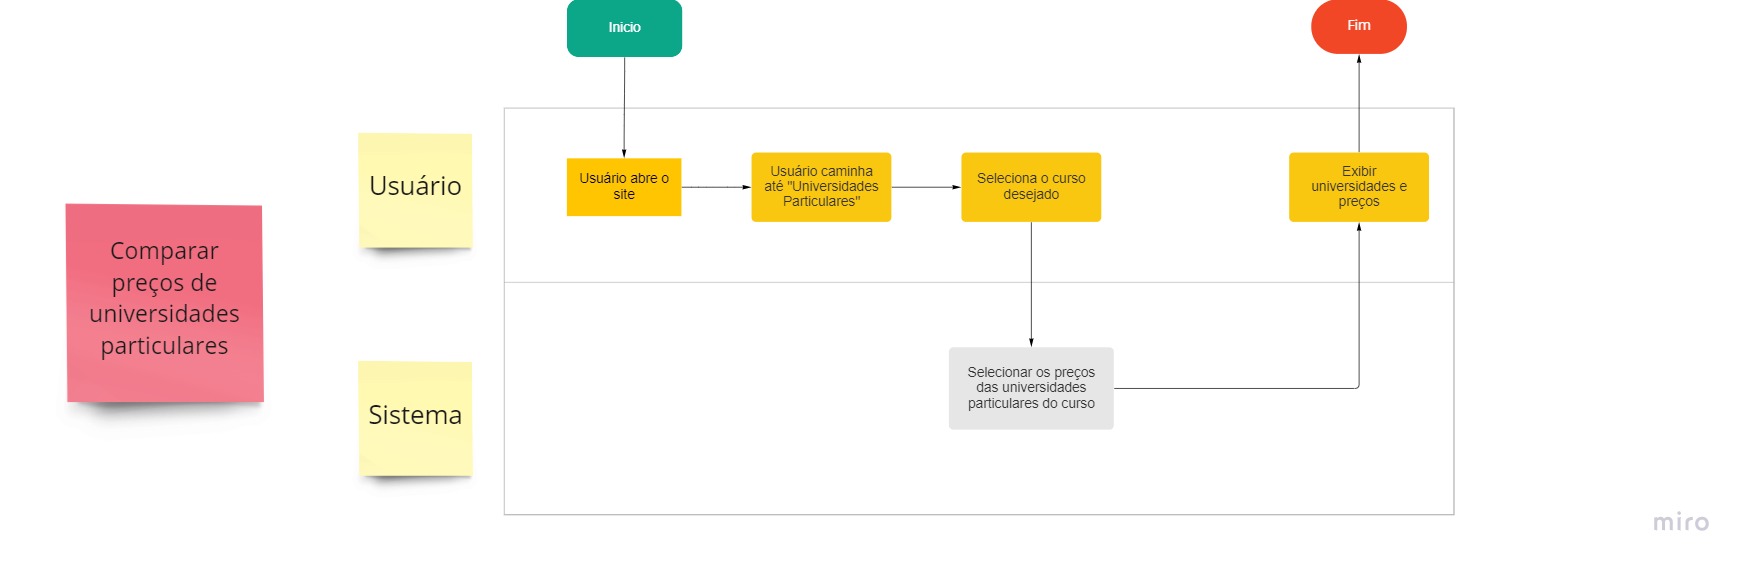 Inicio
Fim
Usuário
Usuário abre o
site
Usuário caminha
até "Universidades
Particulares"
Seleciona o curso
desejado
Exibir
universidades e
preços
Comparar
preços de
universidades
particulares
Sistema
Selecionar os preços
das universidades
particulares do curso
miro